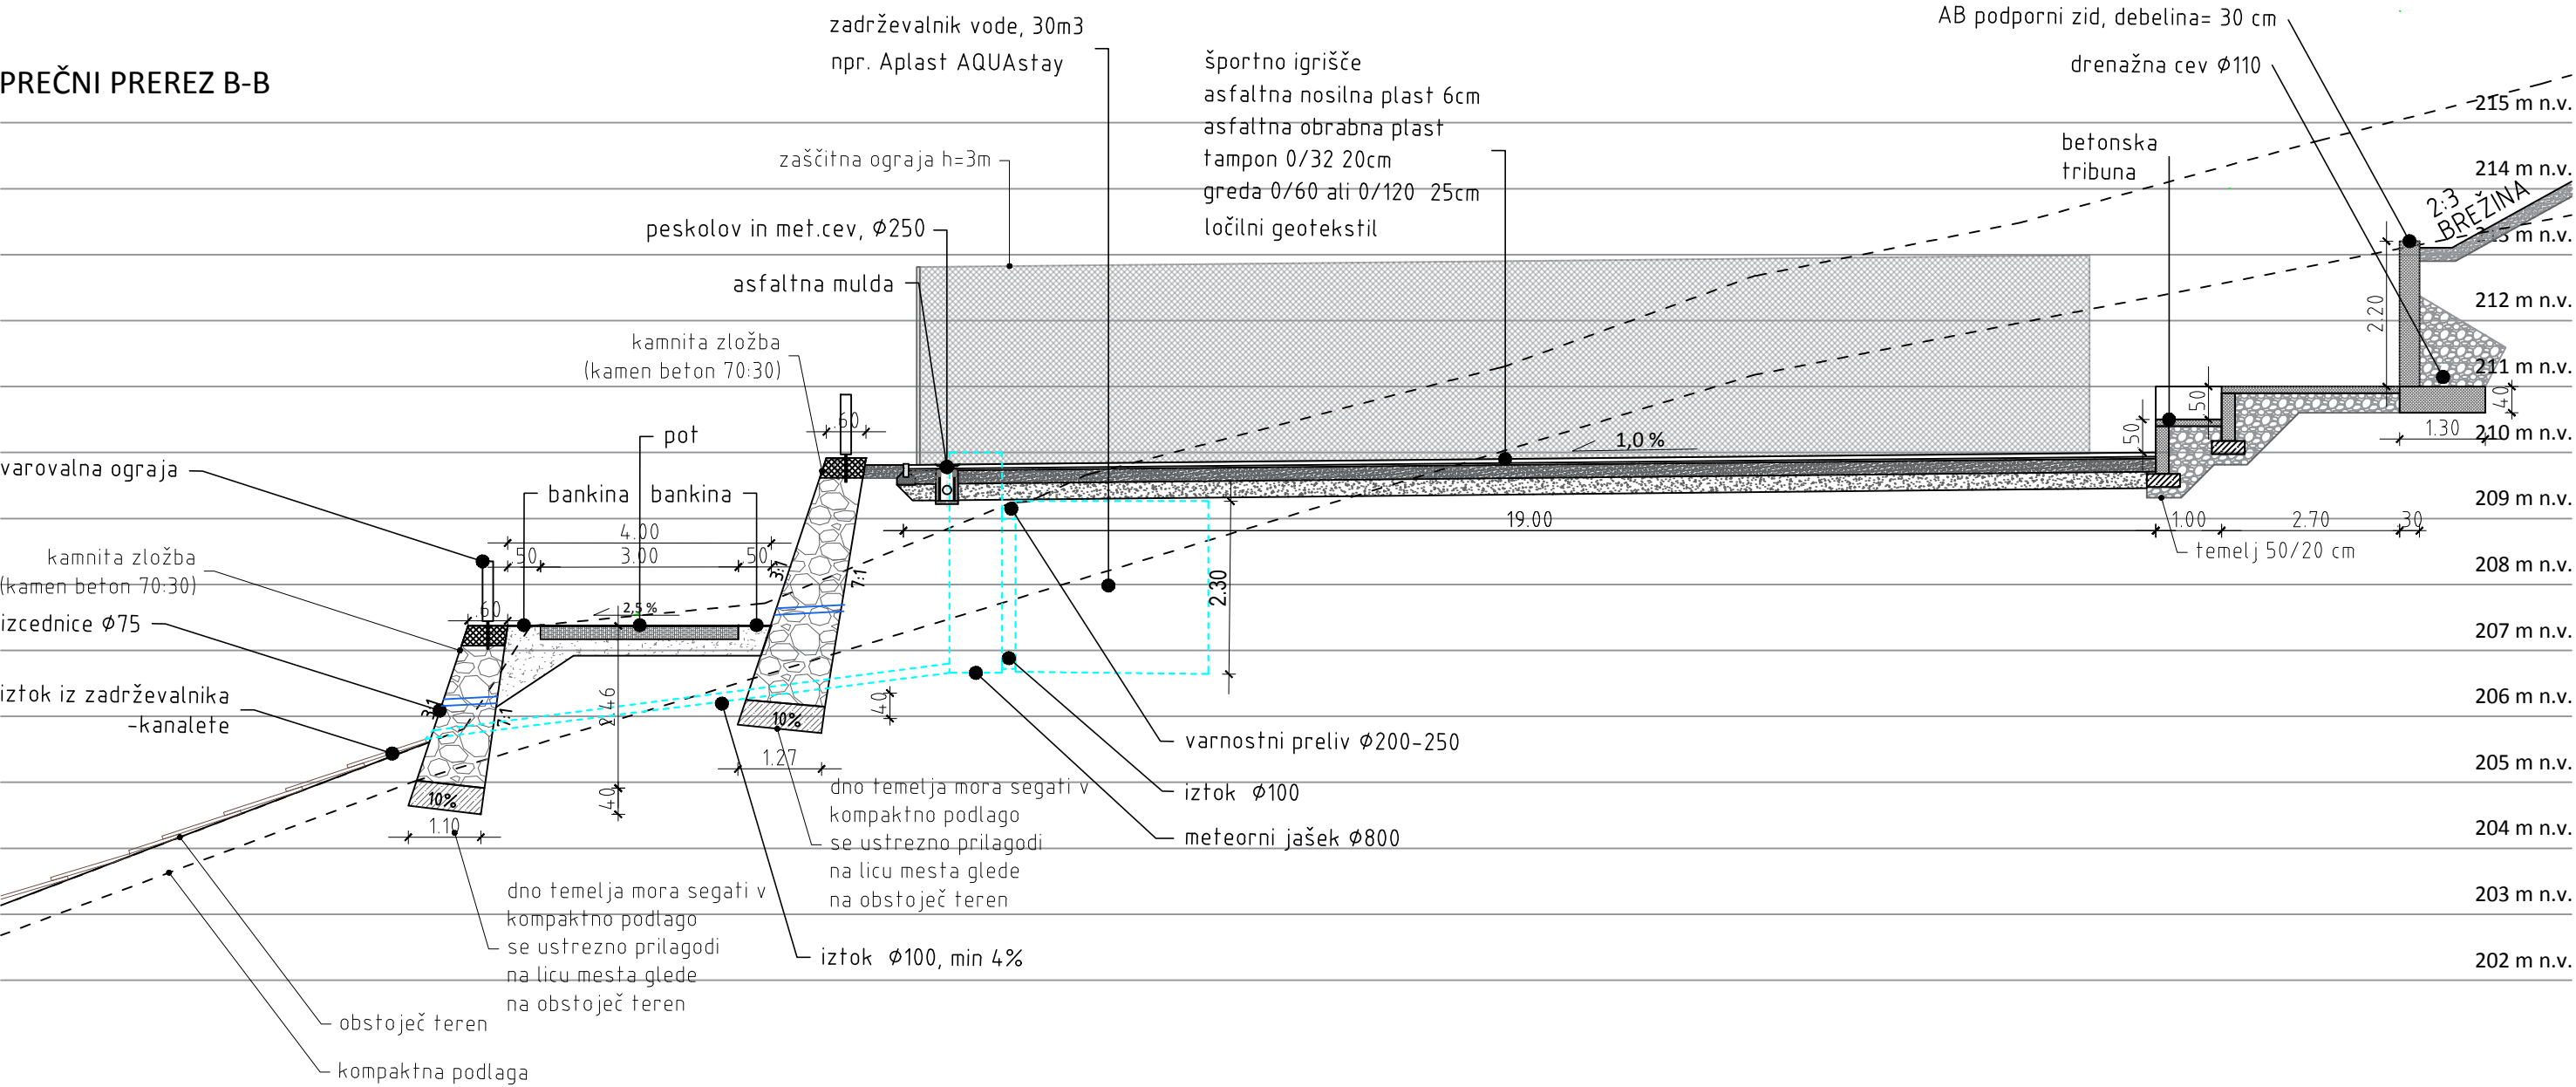 PREČNI PREREZ B-B
zadrževalnik vode, 30m3
npr. Aplast AQUAstay
športno igrišče
asfaltna nosilna plast 6cm
asfaltna obrabna plast
tampon 0/32 20cm
greda 0/60 ali 0/120 25cm
ločilni geotekstil
AB podporni zid, debelina= 30 cm
drenažna cev Ø110
betonska
tribuna
zaščitna ograja h=3m
peskolov in met.cev, Ø250
asfaltna mulda
kamnita zložba
(kamen beton 70:30)
2:3
BREŽINA
215 m n.v.
214 m n.v.
213 m n.v.
212 m n.v.
211 m n.v.
210 m n.v.
209 m n.v.
208 m n.v.
207 m n.v.
206 m n.v.
205 m n.v.
204 m n.v.
203 m n.v.
202 m n.v.
2.20
.40
1.30
.50
.50
.60
1,0 %
pot
varovalna ograja
bankina
bankina
4.00
.50
3.00
.50
19.00
1.00
2.70
.30
temelj 50/20 cm
2.30
kamnita zložba
(kamen beton 70:30)
3:1
7:1
.60
2,5 %
izcednice Ø75
iztok iz zadrževalnika
-kanalete
3:1
7:1
2.46
.40
.40
10%
1.27
10%
1.10
varnostni preliv Ø200-250
iztok Ø100
meteorni jašek Ø800
dno temelja mora segati v
kompaktno podlago
se ustrezno prilagodi
na licu mesta glede
na obstoječ teren
dno temelja mora segati v
kompaktno podlago
se ustrezno prilagodi
na licu mesta glede
na obstoječ teren
iztok Ø100, min 4%
obstoječ teren
kompaktna podlaga